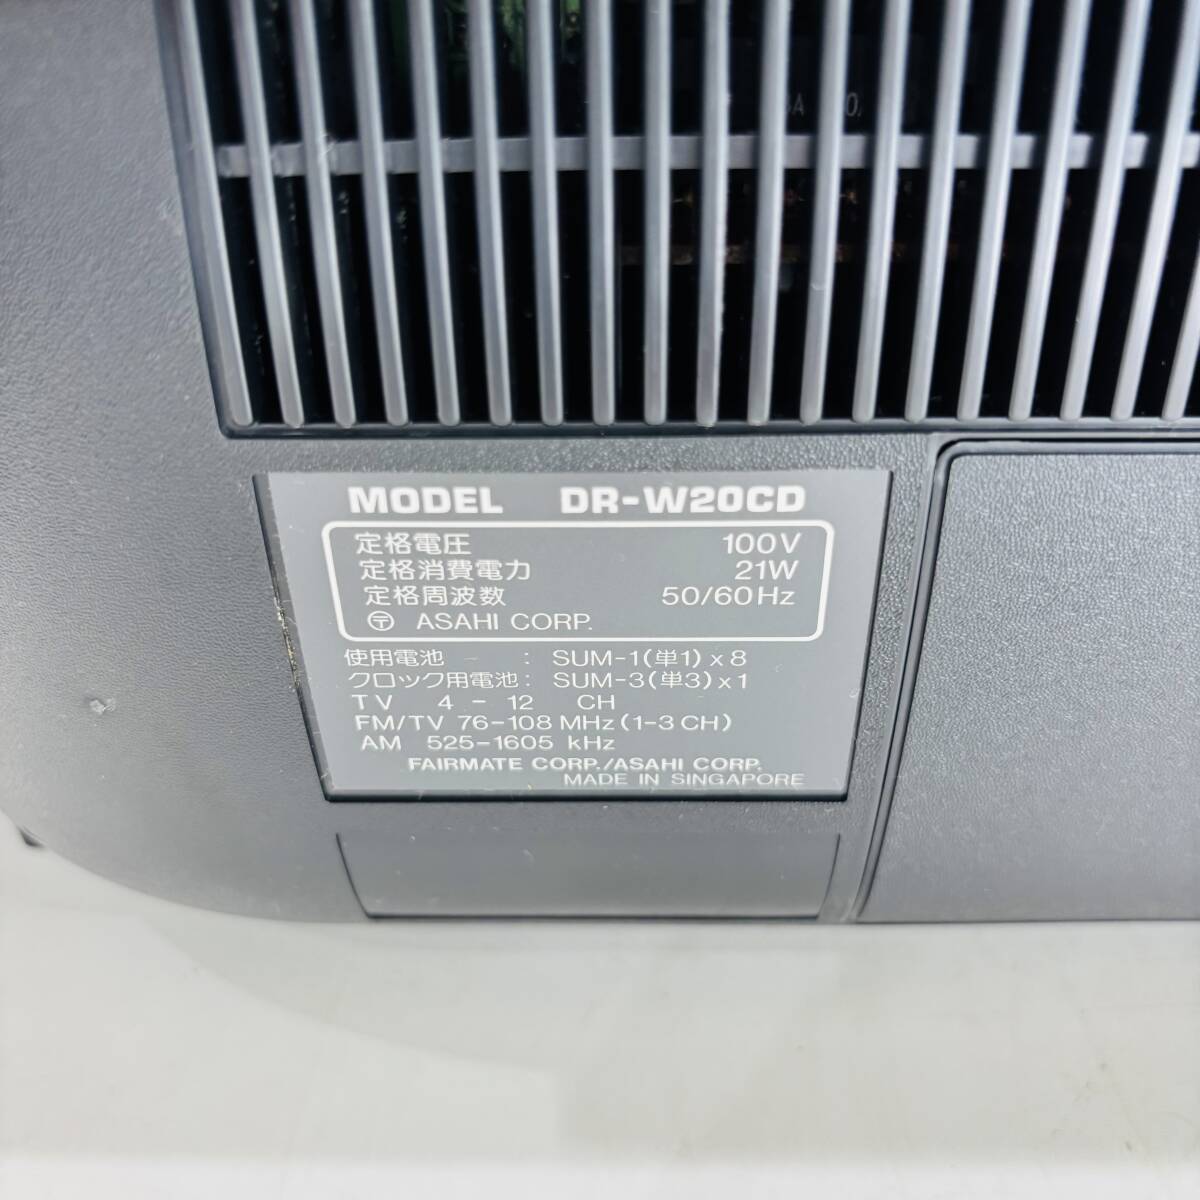 MODEL DR-W20CD
定格電圧 100V
定格消費電力 21W
定格周波数 50/60Hz
〶 ASAHI CORP.
使用電池 : SUM-1(単1)x8
クロック用電池: SUM-3(単3)x1
TV 4 - 12 CH
FM/TV 76-108 MHz(1-3 CH)
AM 525-1605 kHz
FAIRMATE CORP./ASAHI CORP.
MADE IN SINGAPORE